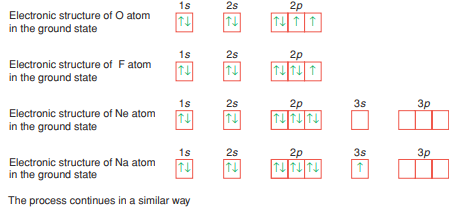 1s 2s 2p
Electronic structure of O atom
in the ground state
↑↓ ↑↓ ↑↓ ↑ ↑
1s 2s 2p
Electronic structure of F atom
in the ground state
↑↓ ↑↓ ↑↓ ↑↓ ↑
1s 2s 2p 3s 3p
Electronic structure of Ne atom
in the ground state
↑↓ ↑↓ ↑↓ ↑↓ ↑↓
1s 2s 2p 3s 3p
Electronic structure of Na atom
in the ground state
↑↓ ↑↓ ↑↓ ↑↓ ↑↓ ↑
The process continues in a similar way